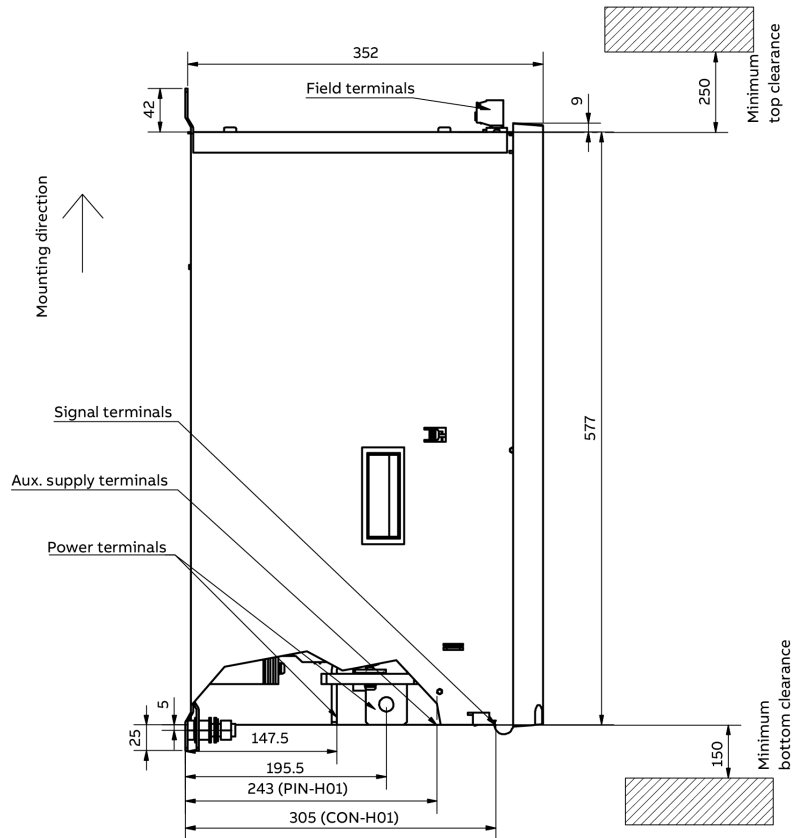 352
Minimum
top clearance
250
42
Field terminals
9
Mounting direction
Signal terminals
577
Aux. supply terminals
Power terminals
5
25
147.5
195.5
243 (PIN-H01)
305 (CON-H01)
150
Minimum
bottom clearance